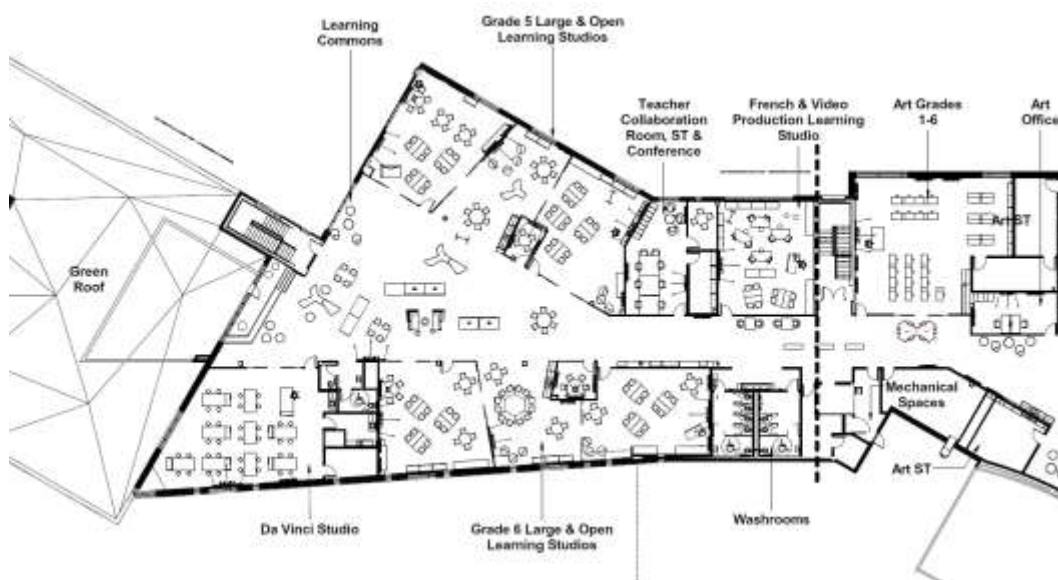 Learning
Commons
Grade 5 Large & Open
Learning Studios
Teacher
Collaboration
Room, ST &
Conference
French & Video
Production Learning
Studio
Art Grades
1-6
Art
Office
Art ST
Green
Roof
Mechanical
Spaces
Art ST
Da Vinci Studio
Grade 6 Large & Open
Learning Studios
Washrooms